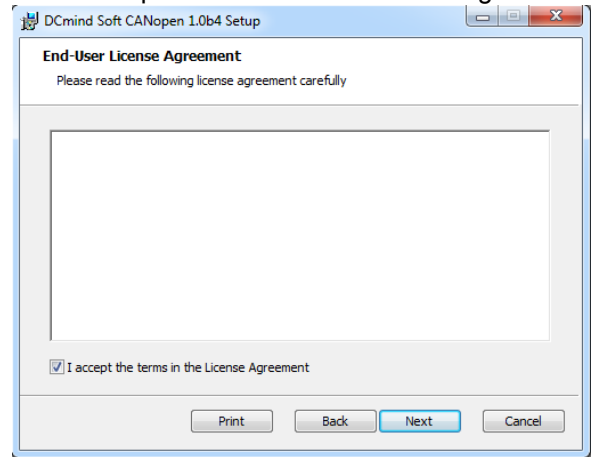 DCmind Soft CANopen 1.0b4 Setup
End-User License Agreement
Please read the following license agreement carefully
I accept the terms in the License Agreement
Print Back Next Cancel